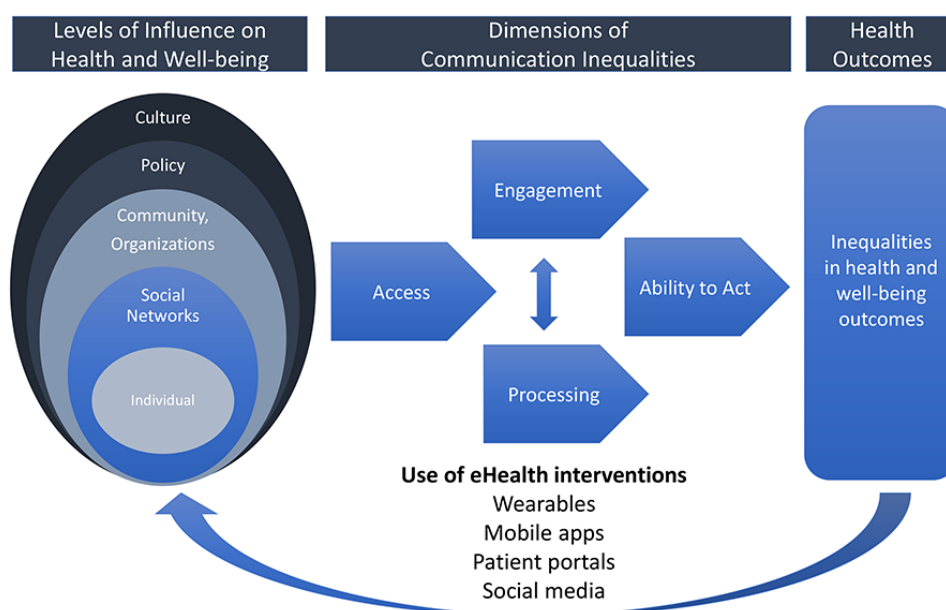 Levels of Influence on
Health and Well-being
Dimensions of
Communication Inequalities
Health
Outcomes
Culture
Policy
Community,
Organizations
Social
Networks
Individual
Access
Engagement
Processing
Ability to Act
Inequalities
in health and
well-being
outcomes
Use of eHealth interventions
Wearables
Mobile apps
Patient portals
Social media